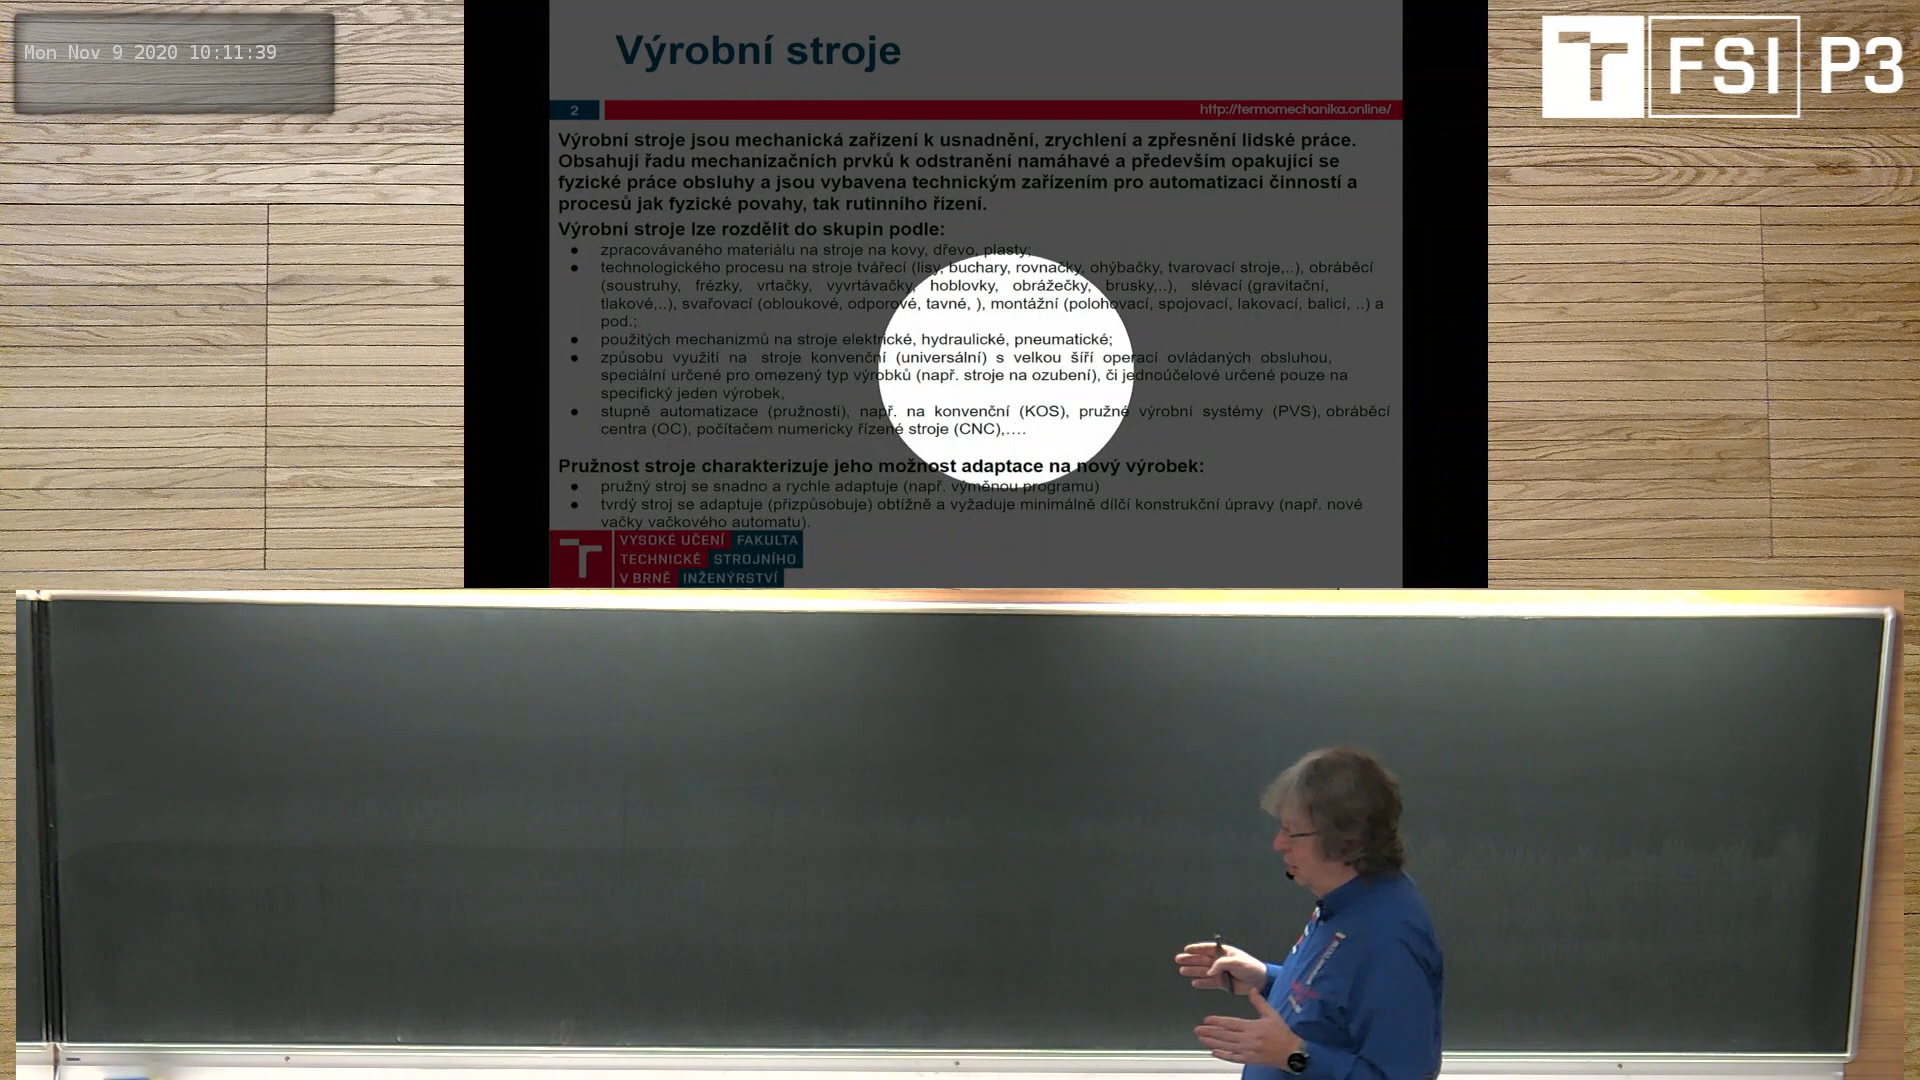 Mon Nov 9 2020 10:11:39
FSI P3
Výrobní stroje
2
http://termomechanika.online/
Výrobní stroje jsou mechanická zařízení k usnadnění, zrychlení a zpřesnění lidské práce.
Obsahují řadu mechanizačních prvků k odstranění namáhavé a především opakující se
fyzické práce obsluhy a jsou vybavena technickým zařízením pro automatizaci činností a
procesů jak fyzické povahy, tak rutinního řízení.
Výrobní stroje lze rozdělit do skupin podle:
● zpracovávaného materiálu na stroje na kovy, dřevo, plasty;
● technologického procesu na stroje tvářecí (lisy, buchary, rovnačky, ohýbačky, tvarovací stroje,..), obráběcí
(soustruhy, frézky, vrtačky, vyvrtávačky, hoblovky, obrážečky, brusky,..), slévací (gravitační,
tlakové,..), svařovací (obloukové, odporové, tavné, ), montážní (polohovací, spojovací, lakovací, balicí, ..) a
pod.;
● použitých mechanizmů na stroje elektrické, hydraulické, pneumatické;
● způsobu využití na stroje konvenční (universální) s velkou šíří operací ovládaných obsluhou,
speciální určené pro omezený typ výrobků (např. stroje na ozubení), či jednoúčelové určené pouze na
specifický jeden výrobek,
● stupně automatizace (pružnosti), např. na konvenční (KOS), pružné výrobní systémy (PVS), obráběcí
centra (OC), počítačem numericky řízené stroje (CNC),....
Pružnost stroje charakterizuje jeho možnost adaptace na nový výrobek:
● pružný stroj se snadno a rychle adaptuje (např. výměnou programu)
● tvrdý stroj se adaptuje (přizpůsobuje) obtížně a vyžaduje minimálně dílčí konstrukční úpravy (např. nové
vačky vačkového automatu).
VYSOKÉ UČENÍ FAKULTA
TECHNICKÉ STROJNÍHO
V BRNĚ INŽENÝRSTVÍ